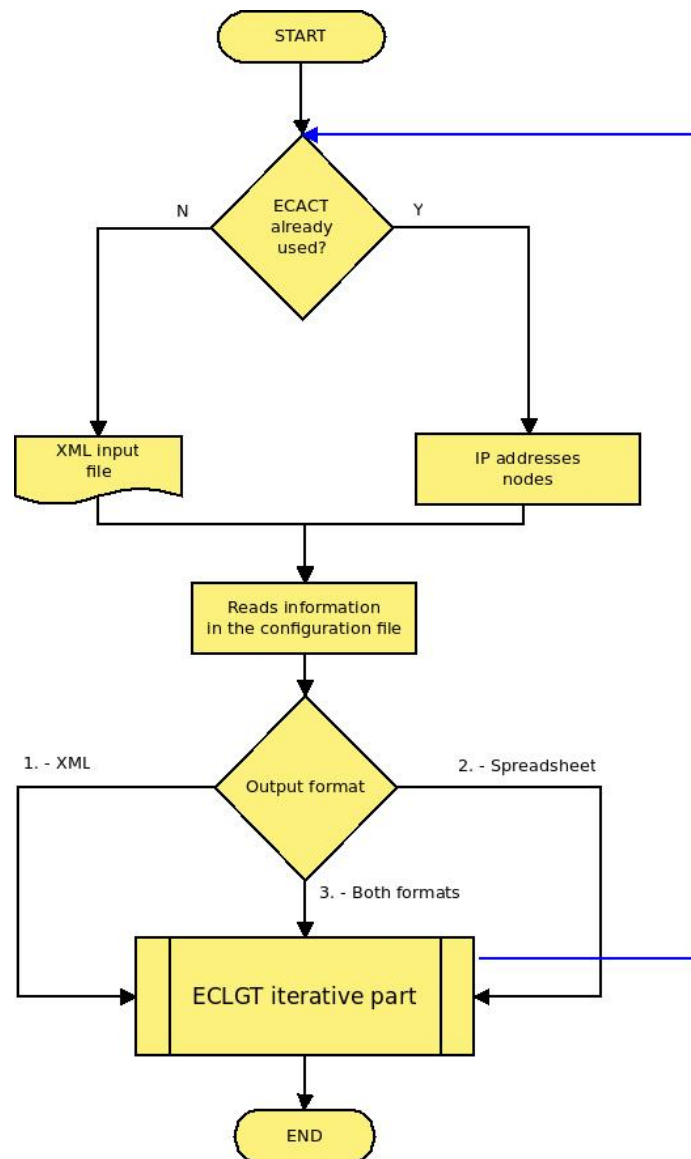 START
ECACT
already
used?
N
Y
XML input
file
IP addresses
nodes
Reads information
in the configuration file
1. - XML
Output format
2. - Spreadsheet
3. - Both formats
ECLGT iterative part
END